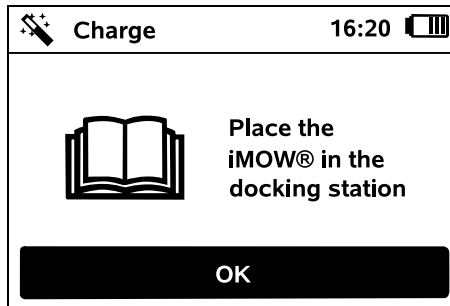 Charge 16:20
Place the
iMOW® in the
docking station
OK